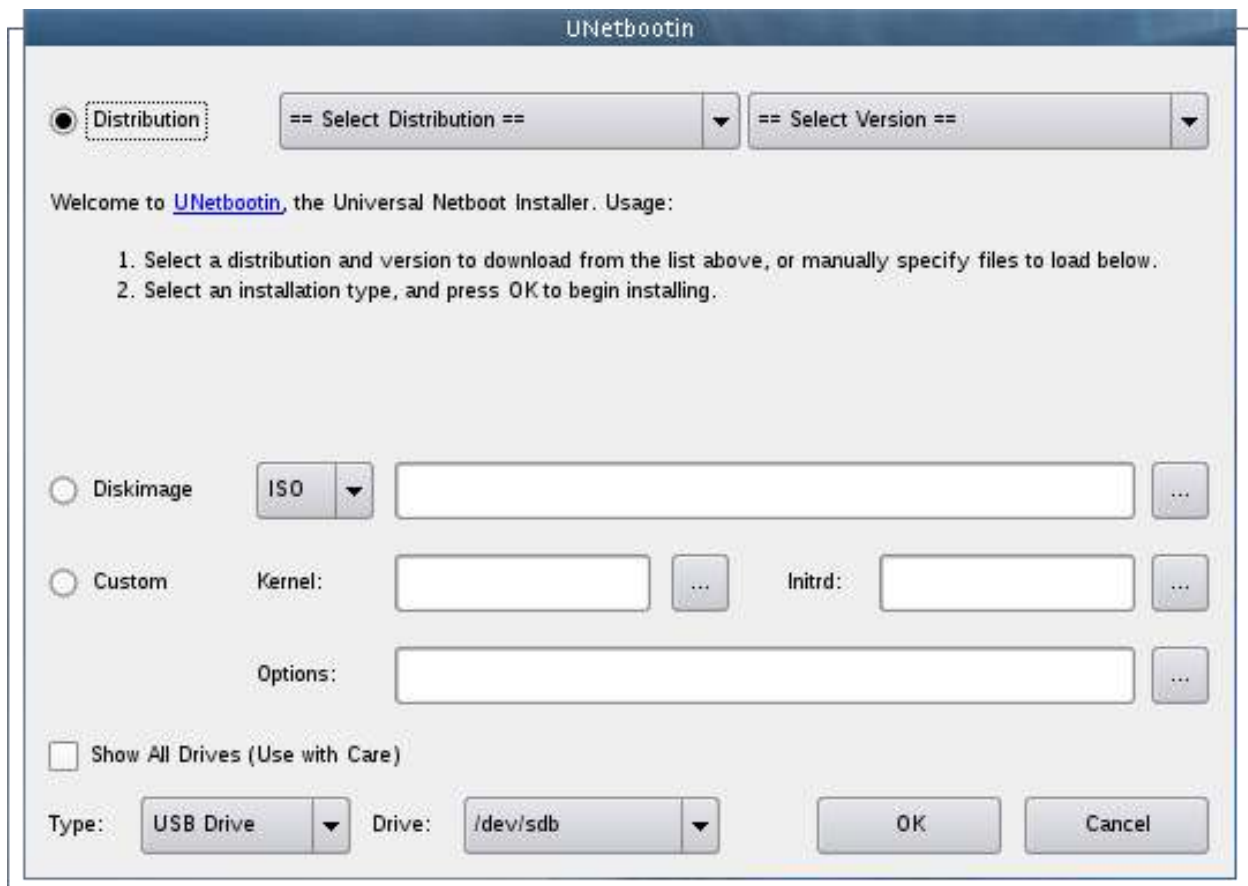 UNetbootin
Distribution == Select Distribution == == Select Version ==
Welcome to UNetbootin, the Universal Netboot Installer. Usage:
1. Select a distribution and version to download from the list above, or manually specify files to load below.
2. Select an installation type, and press OK to begin installing.
Diskimage ISO ...
Custom Kernel: ... Initrd: ...
Options: ...
Show All Drives (Use with Care)
Type: USB Drive Drive: /dev/sdb OK Cancel